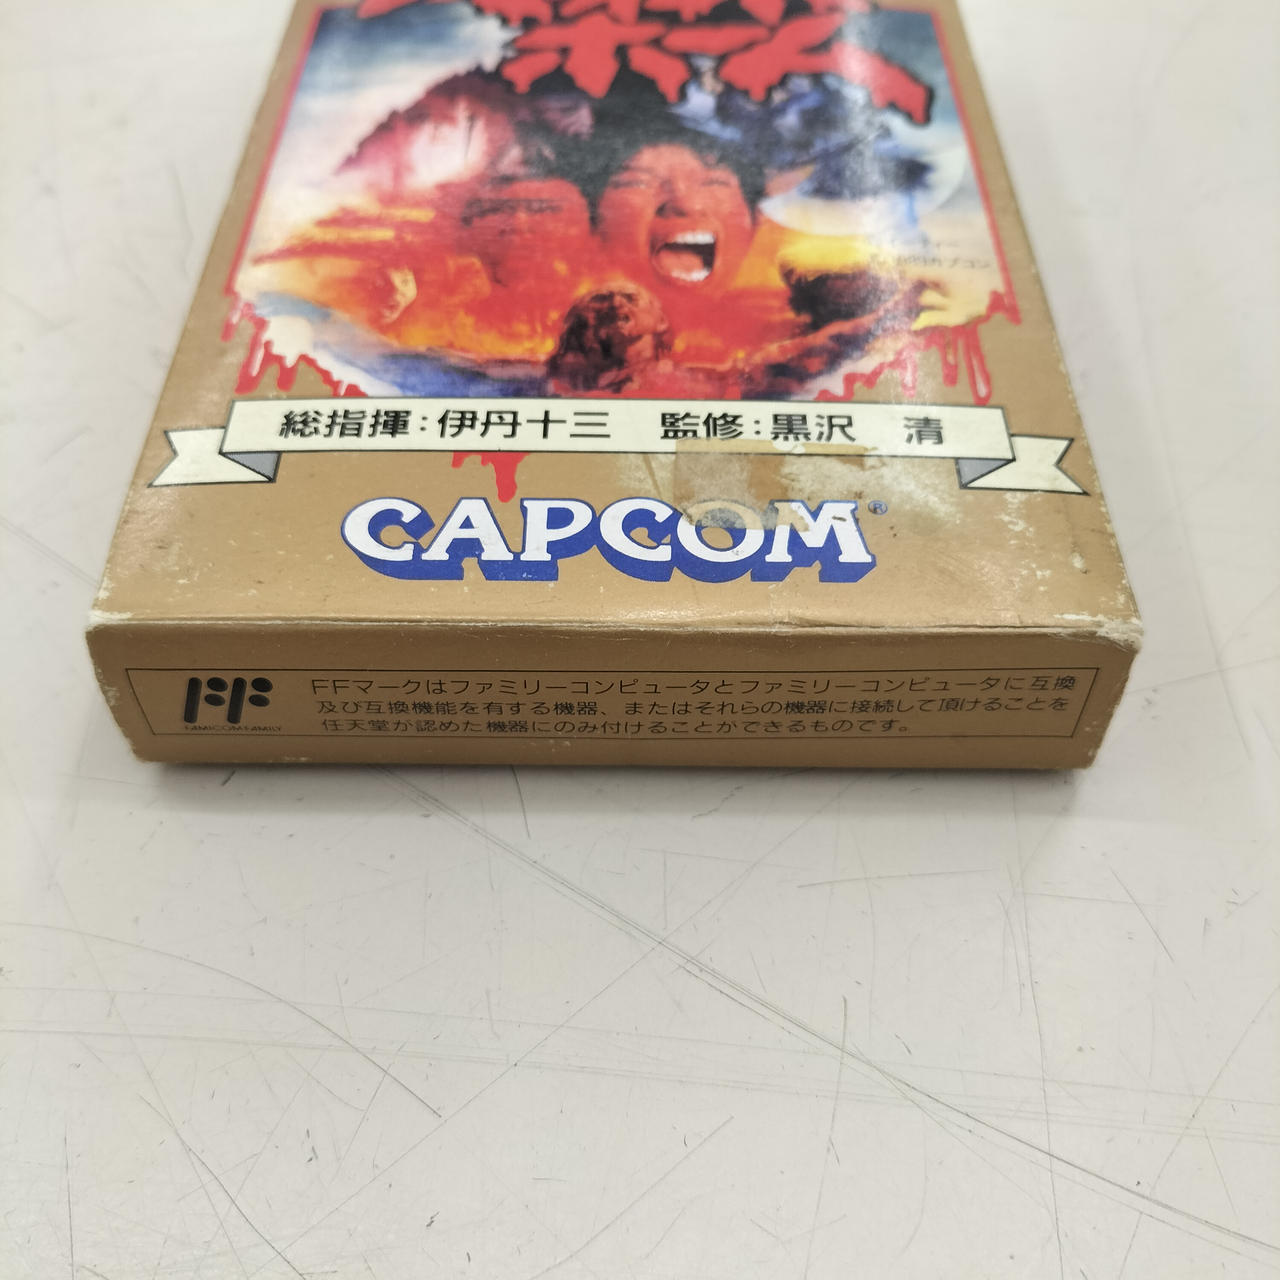 ホーム
総指揮:伊丹十三 監修:黒沢 清
CAPCOM®
FAMICOM FAMILY
FFマークはファミリーコンピュータとファミリーコンピュータに互換
及び互換機能を有する機器、またはそれらの機器に接続して頂けることを
任天堂が認めた機器にのみ付けることができるものです。